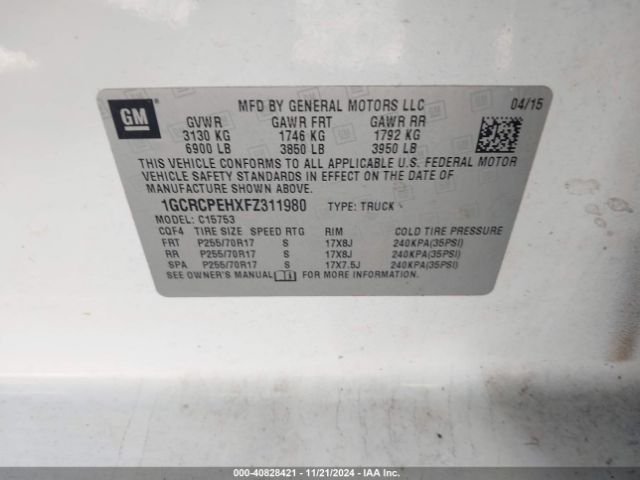 GM
MFD BY GENERAL MOTORS LLC 04/15
GVWR GAWR FRT GAWR RR
3130 KG 1746 KG 1792 KG
6900 LB 3850 LB 3950 LB
THIS VEHICLE CONFORMS TO ALL APPLICABLE U.S. FEDERAL MOTOR
VEHICLE SAFETY STANDARDS IN EFFECT ON THE DATE OF
MANUFACTURE SHOWN ABOVE.
1GCRCPEHXFZ311980 TYPE: TRUCK
MODEL: C15753
CQF4 TIRE SIZE SPEED RTG RIM COLD TIRE PRESSURE
FRT P255/70R17 S 17X8J 240KPA(35PSI)
RR P255/70R17 S 17X8J 240KPA(35PSI)
SPA P255/70R17 S 17X7.5J 240KPA(35PSI)
SEE OWNER'S MANUAL FOR MORE INFORMATION.
000-40828421 - 11/21/2024 - IAA Inc.